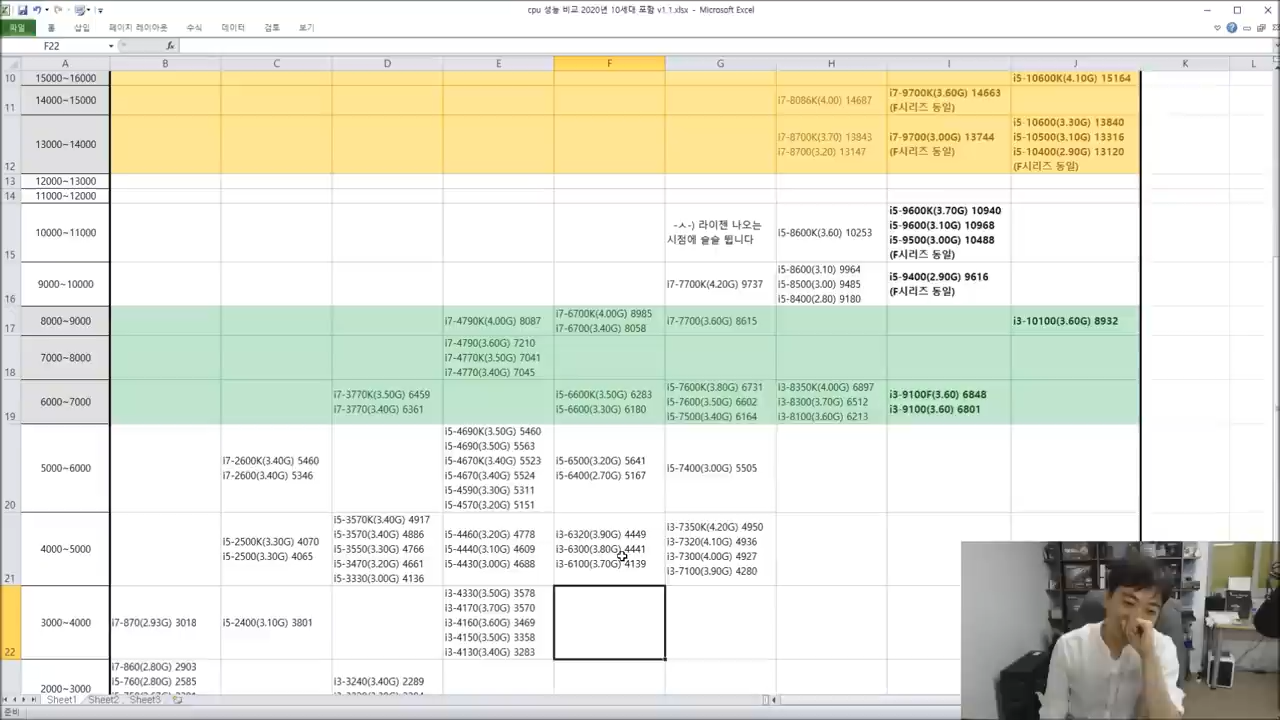 cpu 성능 비교 2020년 10세대 포함 v1.1.xlsx - Microsoft Excel
파일 홈 삽입 페이지 레이아웃 수식 데이터 검토 보기
F22 fx
A B C D E F G H I J K L
10 15000~16000 i5-10600K(4.10G) 15164
11 14000~15000
i7-8086K(4.00) 14687
i7-9700K(3.60G) 14663
(F시리즈 동일)
12 13000~14000
i7-8700K(3.70) 13843
i7-8700(3.20) 13147
i7-9700(3.00G) 13744
(F시리즈 동일)
i5-10600(3.30G) 13840
i5-10500(3.10G) 13316
i5-10400(2.90G) 13120
(F시리즈 동일)
13 12000~13000
14 11000~12000
15 10000~11000
-ㅅ-) 라이젠 나오는
시점에 슬슬 뜁니다
i5-8600K(3.60) 10253
i5-9600K(3.70G) 10940
i5-9600(3.10G) 10968
i5-9500(3.00G) 10488
(F시리즈 동일)
16 9000~10000
i7-7700K(4.20G) 9737
i5-8600(3.10) 9964
i5-8500(3.00) 9485
i5-8400(2.80) 9180
i5-9400(2.90G) 9616
(F시리즈 동일)
17 8000~9000
i7-4790K(4.00G) 8087
i7-6700K(4.00G) 8985
i7-6700(3.40G) 8058
i7-7700(3.60G) 8615
i3-10100(3.60G) 8932
18 7000~8000
i7-4790(3.60G) 7210
i7-4770K(3.50G) 7041
i7-4770(3.40G) 7045
19 6000~7000
i7-3770K(3.50G) 6459
i7-3770(3.40G) 6361
i5-6600K(3.50G) 6283
i5-6600(3.30G) 6180
i5-7600K(3.80G) 6731
i5-7600(3.50G) 6602
i5-7500(3.40G) 6164
i3-8350K(4.00G) 6897
i3-8300(3.70G) 6512
i3-8100(3.60G) 6213
i3-9100F(3.60) 6848
i3-9100(3.60) 6801
20 5000~6000
i7-2600K(3.40G) 5460
i7-2600(3.40G) 5346
i5-4690K(3.50G) 5460
i5-4690(3.50G) 5563
i5-4670K(3.40G) 5523
i5-4670(3.40G) 5524
i5-4590(3.30G) 5311
i5-4570(3.20G) 5151
i5-6500(3.20G) 5641
i5-6400(2.70G) 5167
i5-7400(3.00G) 5505
21 4000~5000
i5-2500K(3.30G) 4070
i5-2500(3.30G) 4065
i5-3570K(3.40G) 4917
i5-3570(3.40G) 4886
i5-3550(3.30G) 4766
i5-3470(3.20G) 4661
i5-3330(3.00G) 4136
i5-4460(3.20G) 4778
i5-4440(3.10G) 4609
i5-4430(3.00G) 4688
i3-6320(3.90G) 4449
i3-6300(3.80G) 4441
i3-6100(3.70G) 4139
i3-7350K(4.20G) 4950
i3-7320(4.10G) 4936
i3-7300(4.00G) 4927
i3-7100(3.90G) 4280
22 3000~4000
i7-870(2.93G) 3018
i5-2400(3.10G) 3801
i3-4330(3.50G) 3578
i3-4170(3.70G) 3570
i3-4160(3.60G) 3469
i3-4150(3.50G) 3358
i3-4130(3.40G) 3283
2000~3000
i7-860(2.80G) 2903
i5-760(2.80G) 2585
i3-3240(3.40G) 2289
Sheet1 Sheet2 Sheet3
준비